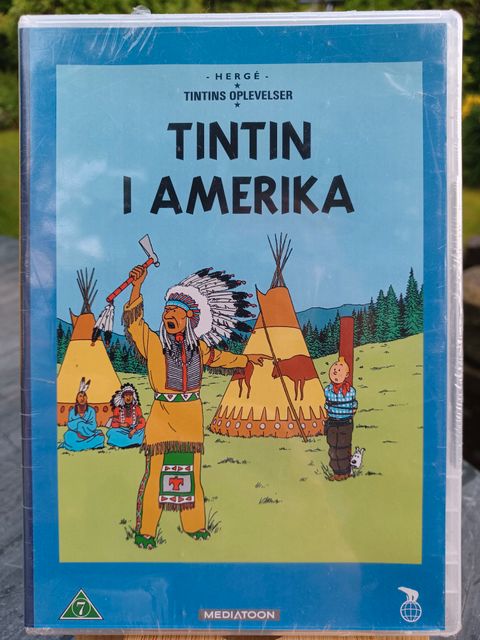 - HERGÉ -
TINTINS OPLEVELSER
TINTIN
I AMERIKA
7
MEDIATOON